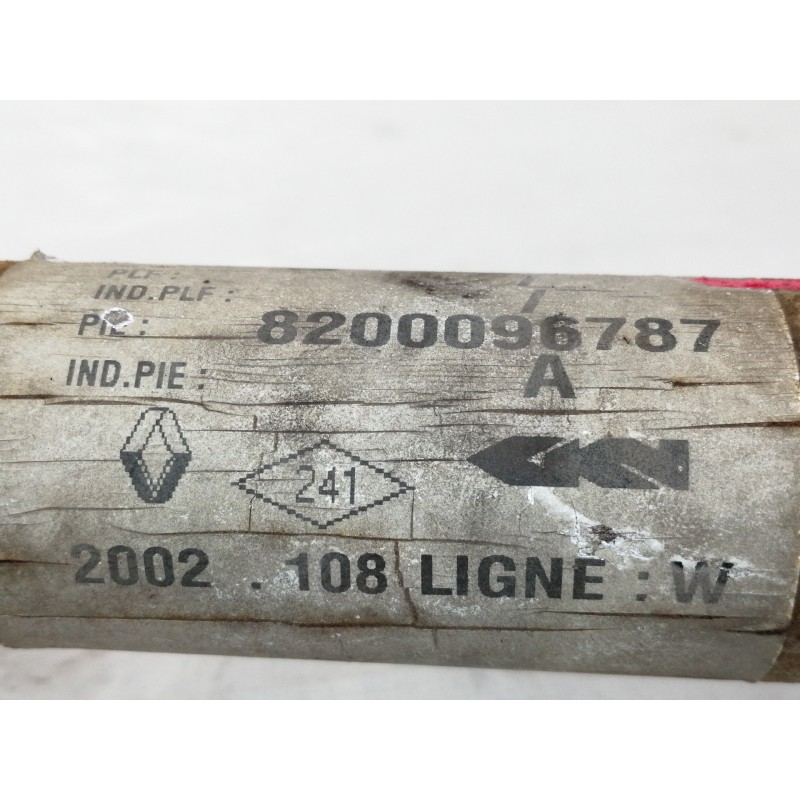 PLF :
IND.PLF :
PIE : 8200096787
IND.PIE : A
241
2002 . 108 LIGNE : W